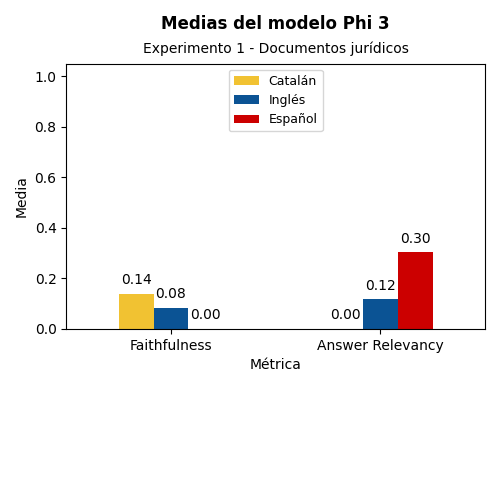 Medias del modelo Phi 3
Experimento 1 - Documentos jurídicos
Catalán
Inglés
Español
1.0
0.8
0.6
0.4
0.2
0.0
Media
0.14
0.08
0.00
0.00
0.12
0.30
Faithfulness
Answer Relevancy
Métrica